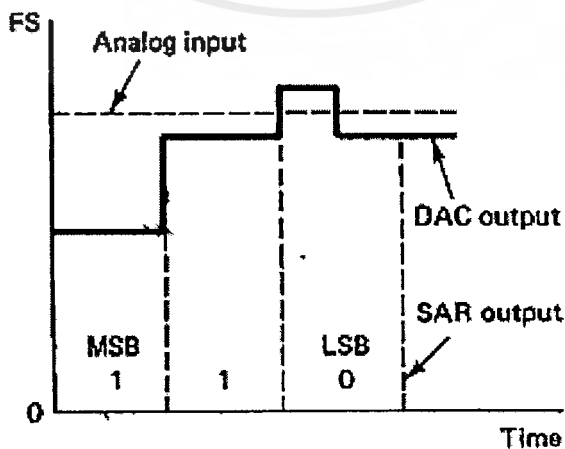 FS
Analog input
DAC output
SAR output
MSB
LSB
1
1
0
0
Time